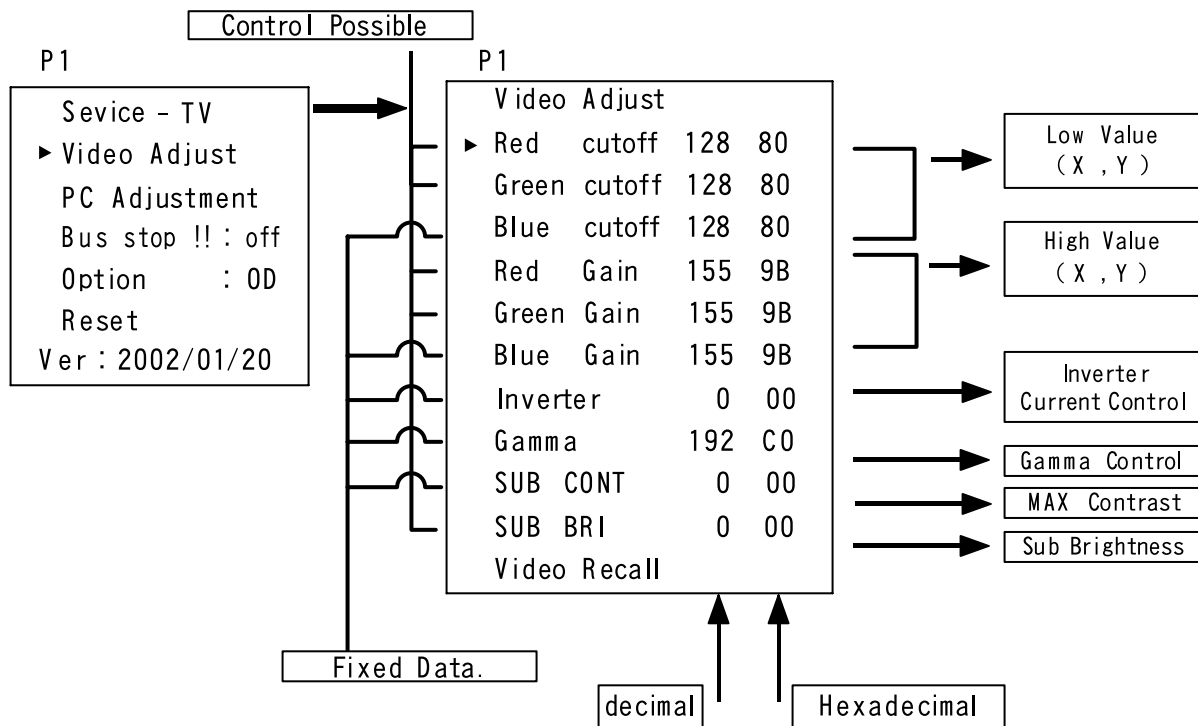 Control Possible
P1
Sevice - TV
▶ Video Adjust
PC Adjustment
Bus stop !! : off
Option : 0D
Reset
Ver : 2002/01/20
P1
Video Adjust
▶ Red cutoff 128 80
Green cutoff 128 80
Blue cutoff 128 80
Red Gain 155 9B
Green Gain 155 9B
Blue Gain 155 9B
Inverter 0 00
Gamma 192 C0
SUB CONT 0 00
SUB BRI 0 00
Video Recall
Low Value
( X , Y )
High Value
( X , Y )
Inverter
Current Control
Gamma Control
MAX Contrast
Sub Brightness
Fixed Data.
decimal
Hexadecimal